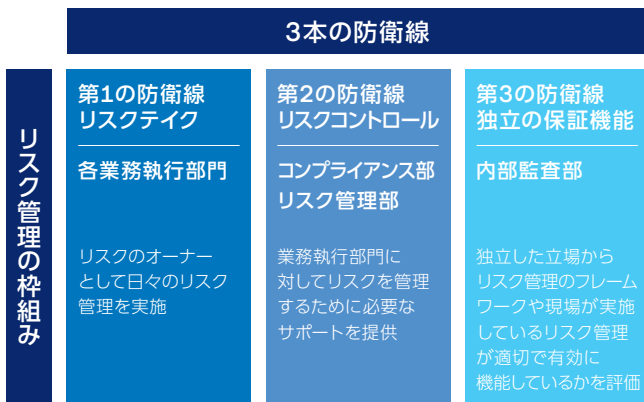 3本の防衛線
リスク管理の枠組み
第1の防衛線
リスクテイク
各業務執行部門
リスクのオーナー
として日々のリスク
管理を実施
第2の防衛線
リスクコントロール
コンプライアンス部
リスク管理部
業務執行部門に
対してリスクを管理
するために必要な
サポートを提供
第3の防衛線
独立の保証機能
内部監査部
独立した立場から
リスク管理のフレーム
ワークや現場が実施
しているリスク管理
が適切で有効に
機能しているかを評価